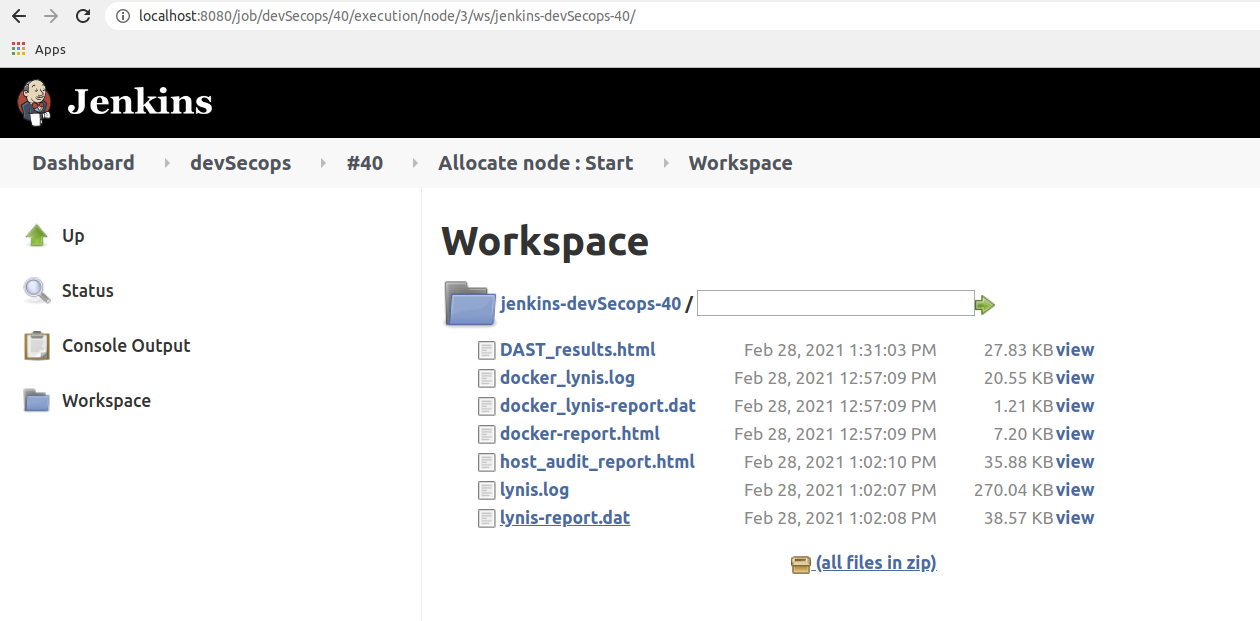 localhost:8080/job/devSecops/40/execution/node/3/ws/jenkins-devSecops-40/
Apps
Jenkins
Dashboard devSecops #40 Allocate node : Start Workspace
Up
Status
Console Output
Workspace
Workspace
jenkins-devSecops-40 /
DAST_results.html Feb 28, 2021 1:31:03 PM 27.83 KB view
docker_lynis.log Feb 28, 2021 12:57:09 PM 20.55 KB view
docker_lynis-report.dat Feb 28, 2021 12:57:09 PM 1.21 KB view
docker-report.html Feb 28, 2021 12:57:09 PM 7.20 KB view
host_audit_report.html Feb 28, 2021 1:02:10 PM 35.88 KB view
lynis.log Feb 28, 2021 1:02:07 PM 270.04 KB view
lynis-report.dat Feb 28, 2021 1:02:08 PM 38.57 KB view
(all files in zip)